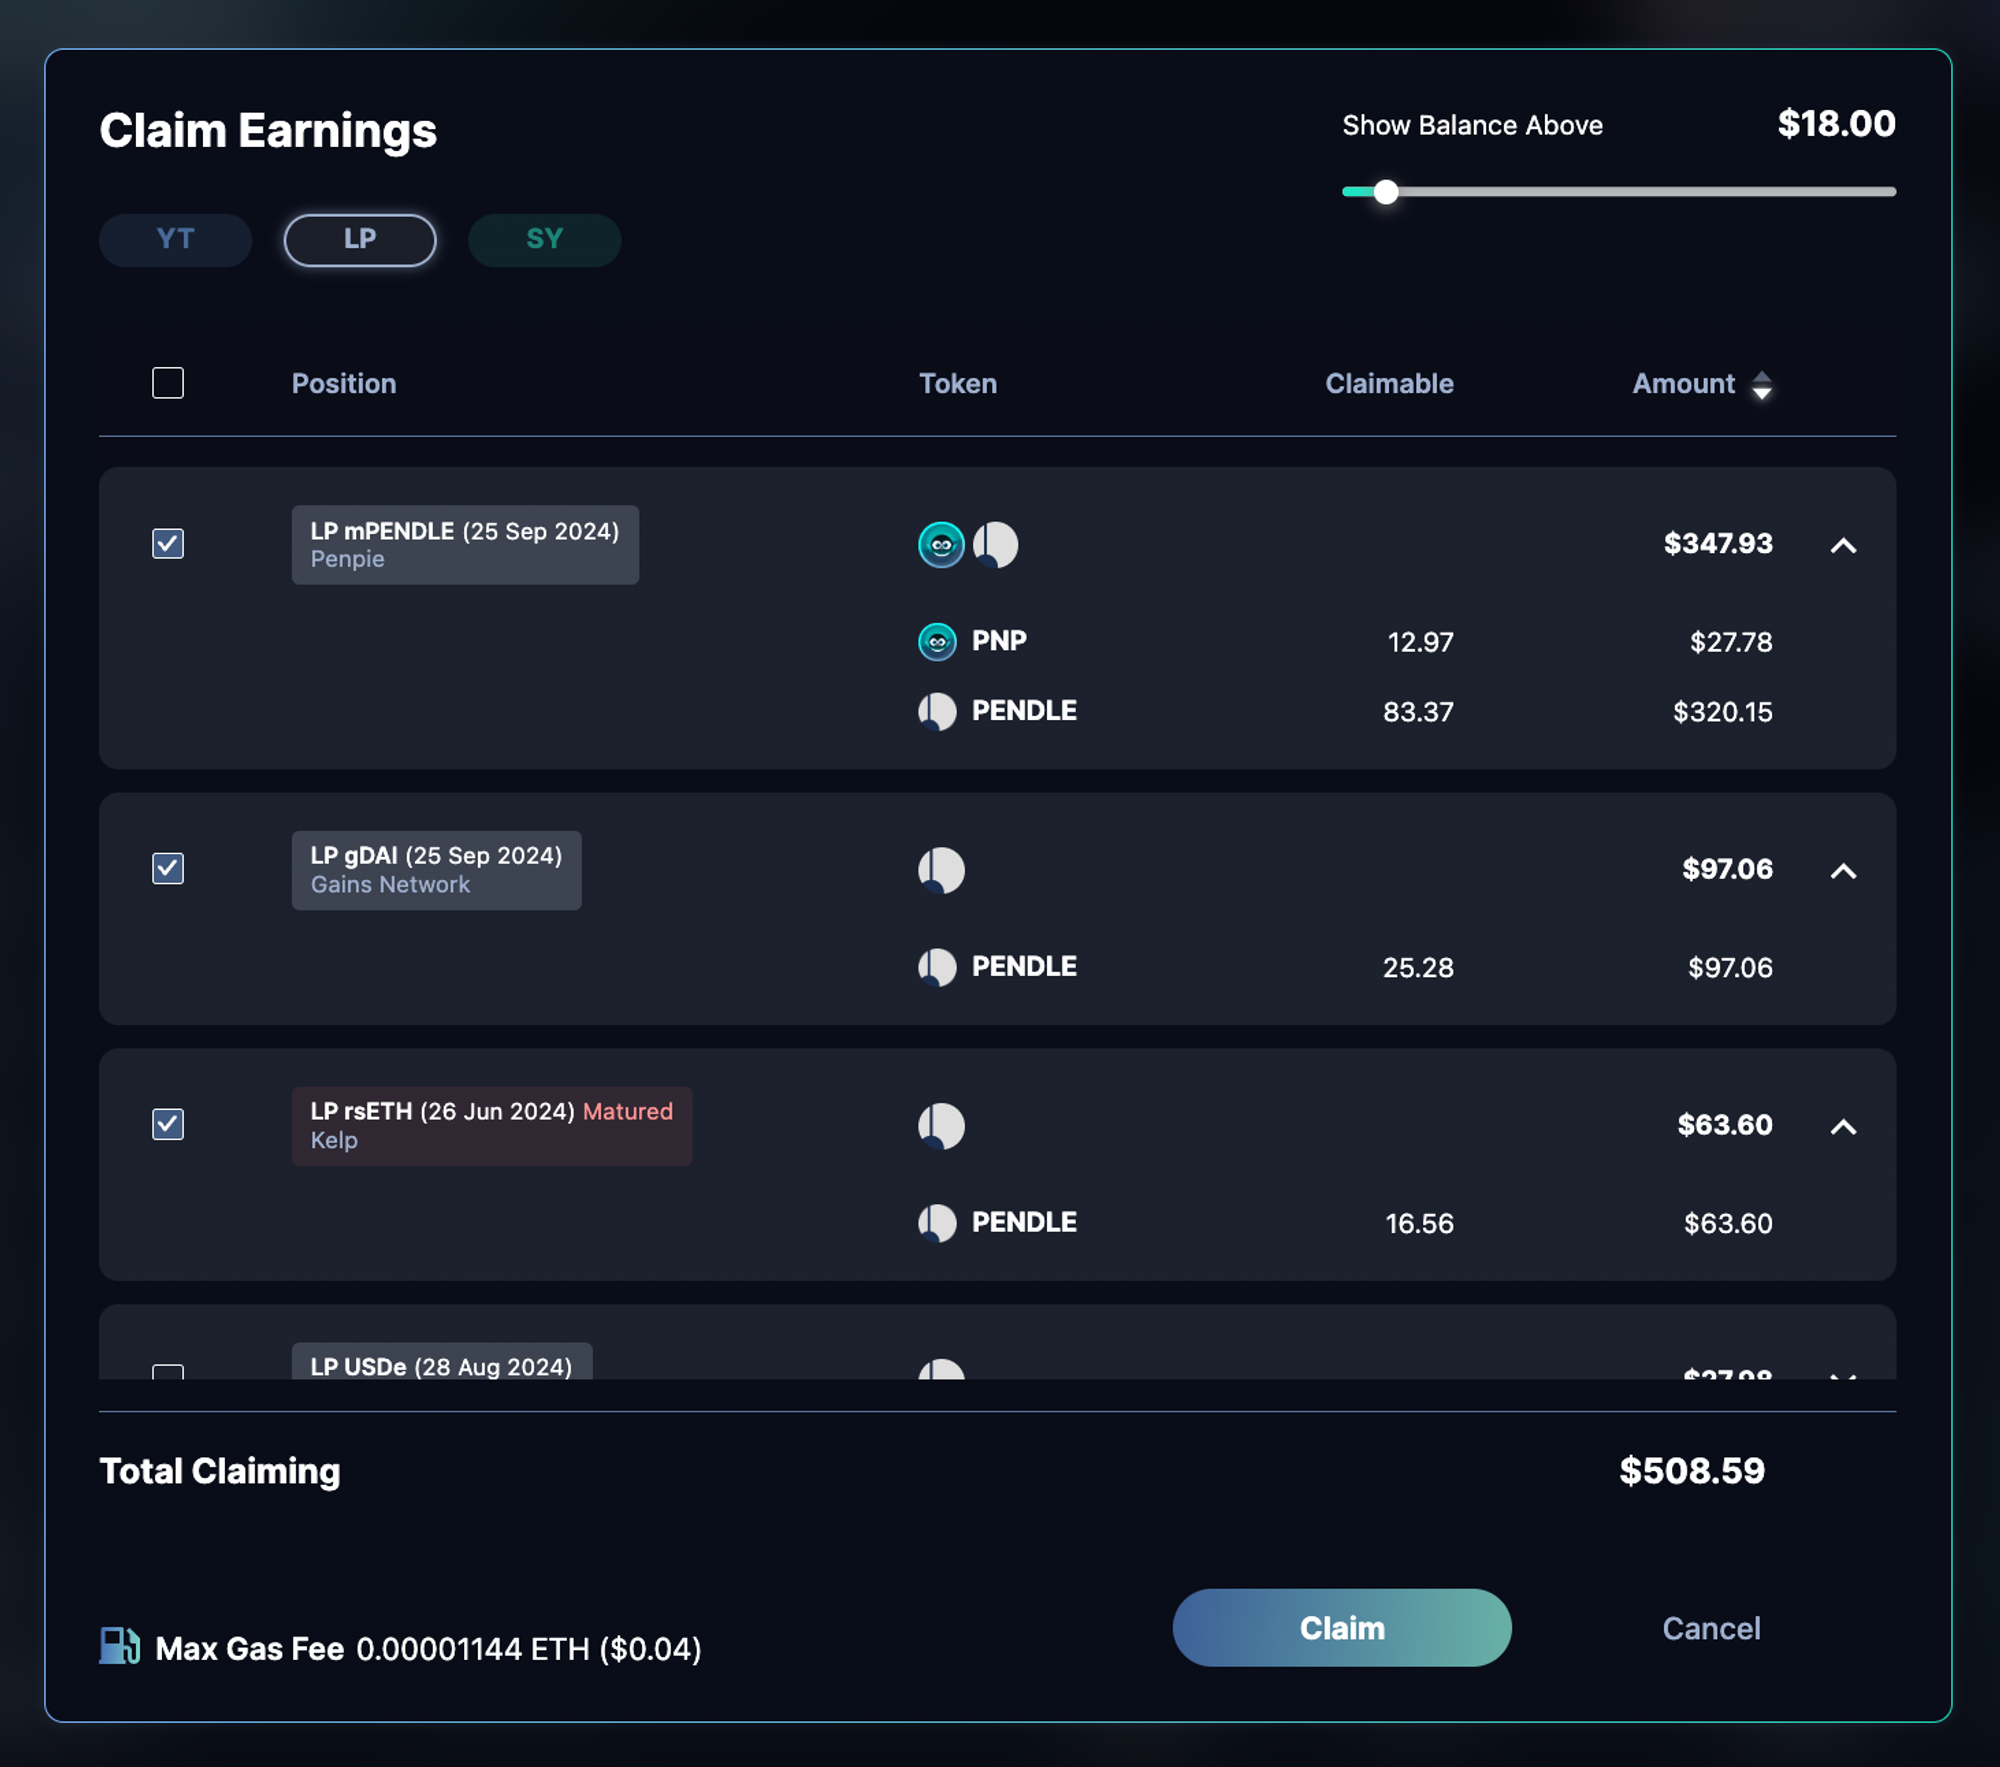 Claim Earnings
Show Balance Above $18.00
YT LP SY
Position Token Claimable Amount
LP mPENDLE (25 Sep 2024) $347.93
Penpie
PNP 12.97 $27.78
PENDLE 83.37 $320.15
LP gDAI (25 Sep 2024) $97.06
Gains Network
PENDLE 25.28 $97.06
LP rsETH (26 Jun 2024) Matured $63.60
Kelp
PENDLE 16.56 $63.60
LP USDe (28 Aug 2024)
Total Claiming $508.59
Max Gas Fee 0.00001144 ETH ($0.04)
Claim Cancel